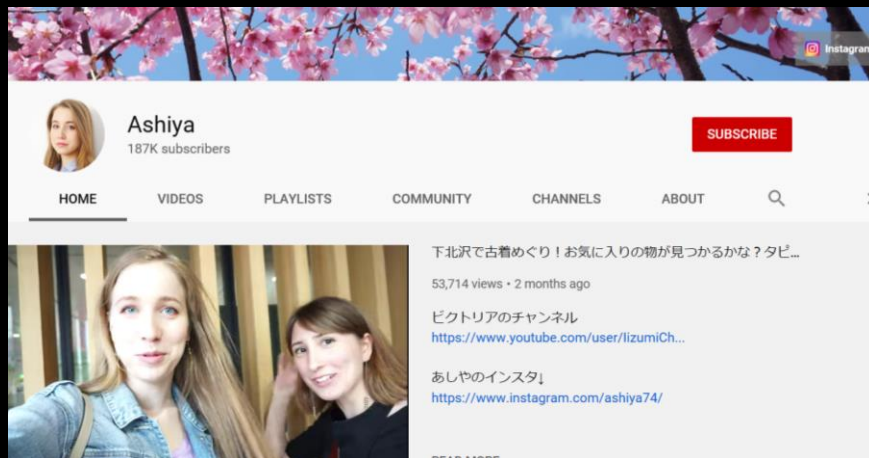 Instagram
Ashiya
187K subscribers
SUBSCRIBE
HOME VIDEOS PLAYLISTS COMMUNITY CHANNELS ABOUT
下北沢で古着めぐり！お気に入りの物が見つかるかな？タピ...
53,714 views • 2 months ago
ビクトリアのチャンネル
https://www.youtube.com/user/IizumiCh...
あしやのインスタ↓
https://www.instagram.com/ashiya74/
READ MORE